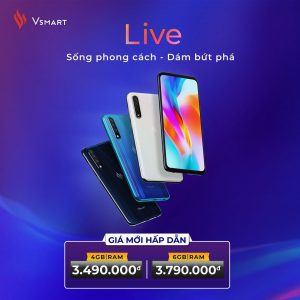 VSMART
Live
Sống phong cách - Dám bứt phá
GIÁ MỚI HẤP DẪN
4GB|RAM
3.490.000đ
6GB|RAM
3.790.000đ